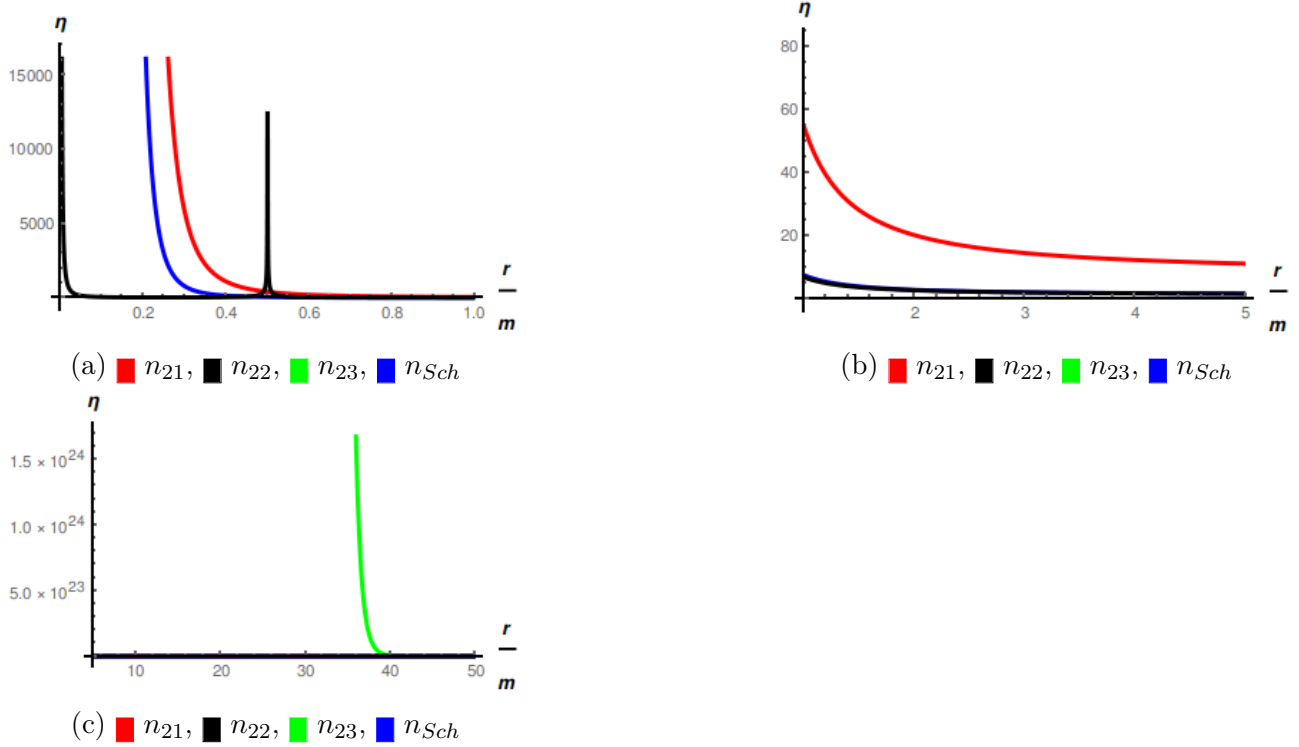 η
15000
10000
5000
0.2 0.4 0.6 0.8 1.0
r
m
(a) n21, n22, n23, nSch
η
80
60
40
20
2 3 4 5
r
m
(b) n21, n22, n23, nSch
η
1.5 × 10^24
1.0 × 10^24
5.0 × 10^23
10 20 30 40 50
r
m
(c) n21, n22, n23, nSch